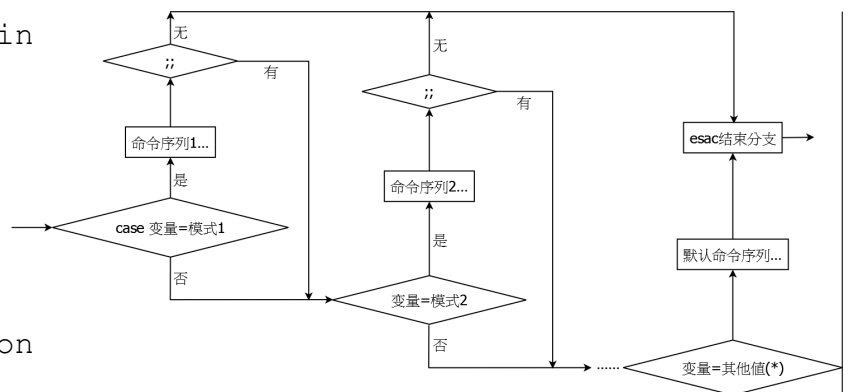 in
无
;;
有
命令序列1...
是
case 变量=模式1
否
无
;;
有
命令序列2...
是
变量=模式2
否
......
esac结束分支
默认命令序列...
变量=其他値(*)
on